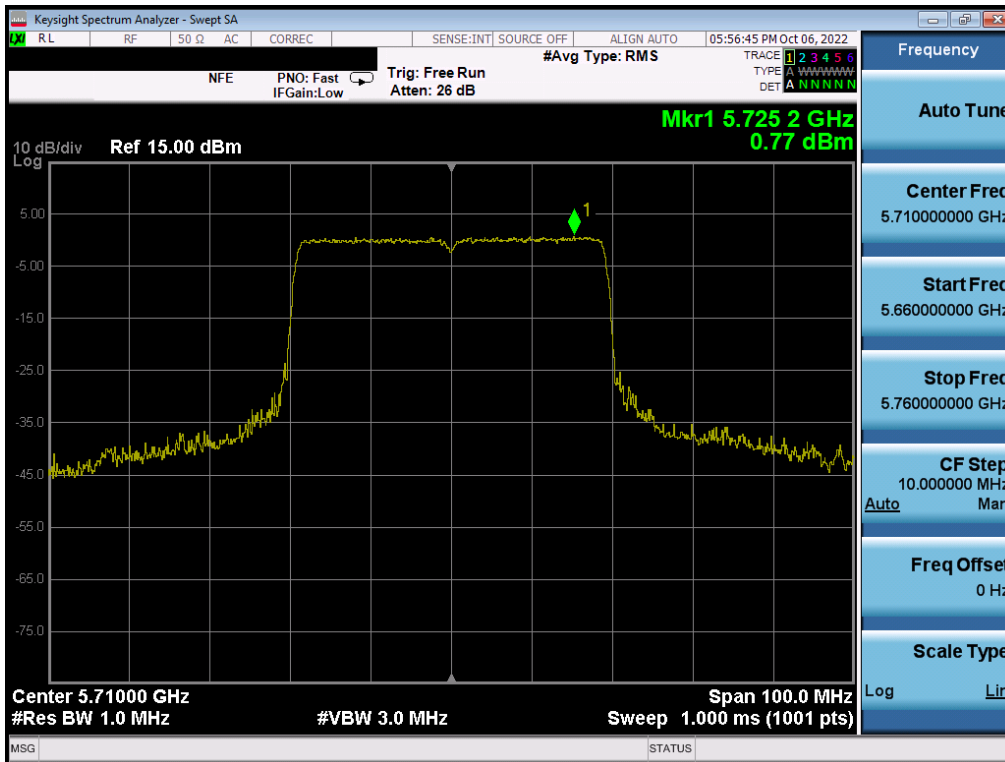 Keysight Spectrum Analyzer - Swept SA
LXI RL RF 50 Ω AC CORREC SENSE:INT SOURCE OFF ALIGN AUTO 05:56:45 PM Oct 06, 2022
NFE PNO: Fast Trig: Free Run #Avg Type: RMS TRACE 1 2 3 4 5 6
IFGain:Low Atten: 26 dB TYPE A WWWWW
DET A N N N N N
Mkr1 5.725 2 GHz
0.77 dBm
10 dB/div Ref 15.00 dBm
Log
1
5.00
-5.00
-15.0
-25.0
-35.0
-45.0
-55.0
-65.0
-75.0
Center 5.71000 GHz Span 100.0 MHz
#Res BW 1.0 MHz #VBW 3.0 MHz Sweep 1.000 ms (1001 pts)
MSG STATUS
Frequency
Auto Tune
Center Freq
5.710000000 GHz
Start Freq
5.660000000 GHz
Stop Freq
5.760000000 GHz
CF Step
10.000000 MHz
Auto Man
Freq Offset
0 Hz
Scale Type
Log Lin